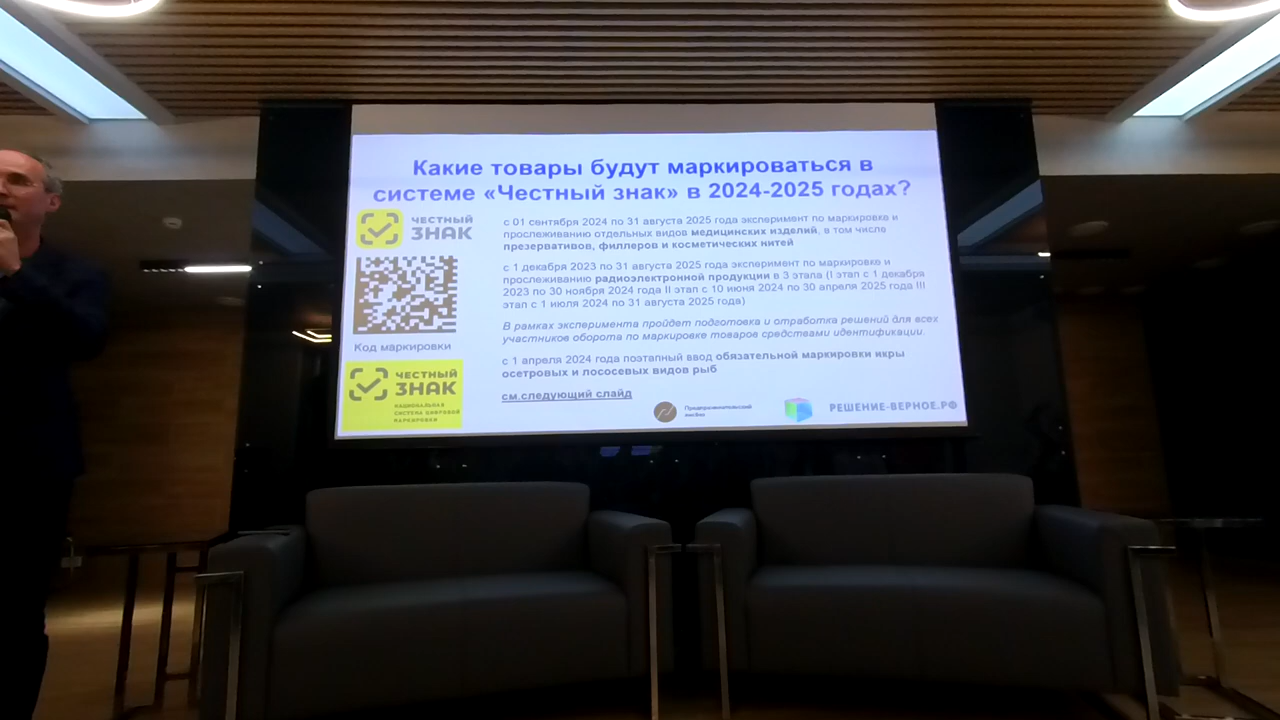 Какие товары будут маркироваться в
системе «Честный знак» в 2024-2025 годах?
ЧЕСТНЫЙ
ЗНАК
Код маркировки
ЧЕСТНЫЙ
ЗНАК
НАЦИОНАЛЬНАЯ
СИСТЕМА ЦИФРОВОЙ
МАРКИРОВКИ
с 01 сентября 2024 по 31 августа 2025 года эксперимент по маркировке и
прослеживанию отдельных видов медицинских изделий, в том числе
презервативов, филлеров и косметических нитей
с 1 декабря 2023 по 31 августа 2025 года эксперимент по маркировке и
прослеживанию радиоэлектронной продукции в 3 этапа (I этап с 1 декабря
2023 по 30 ноября 2024 года II этап с 10 июня 2024 по 30 апреля 2025 года III
этап с 1 июля 2024 по 31 августа 2025 года)
В рамках эксперимента пройдет подготовка и отработка решений для всех
участников оборота по маркировке товаров средствами идентификации.
с 1 апреля 2024 года поэтапный ввод обязательной маркировки икры
осетровых и лососевых видов рыб
см.следующий слайд
Предпринимательский
РЕШЕНИЕ-ВЕРНОЕ.РФ